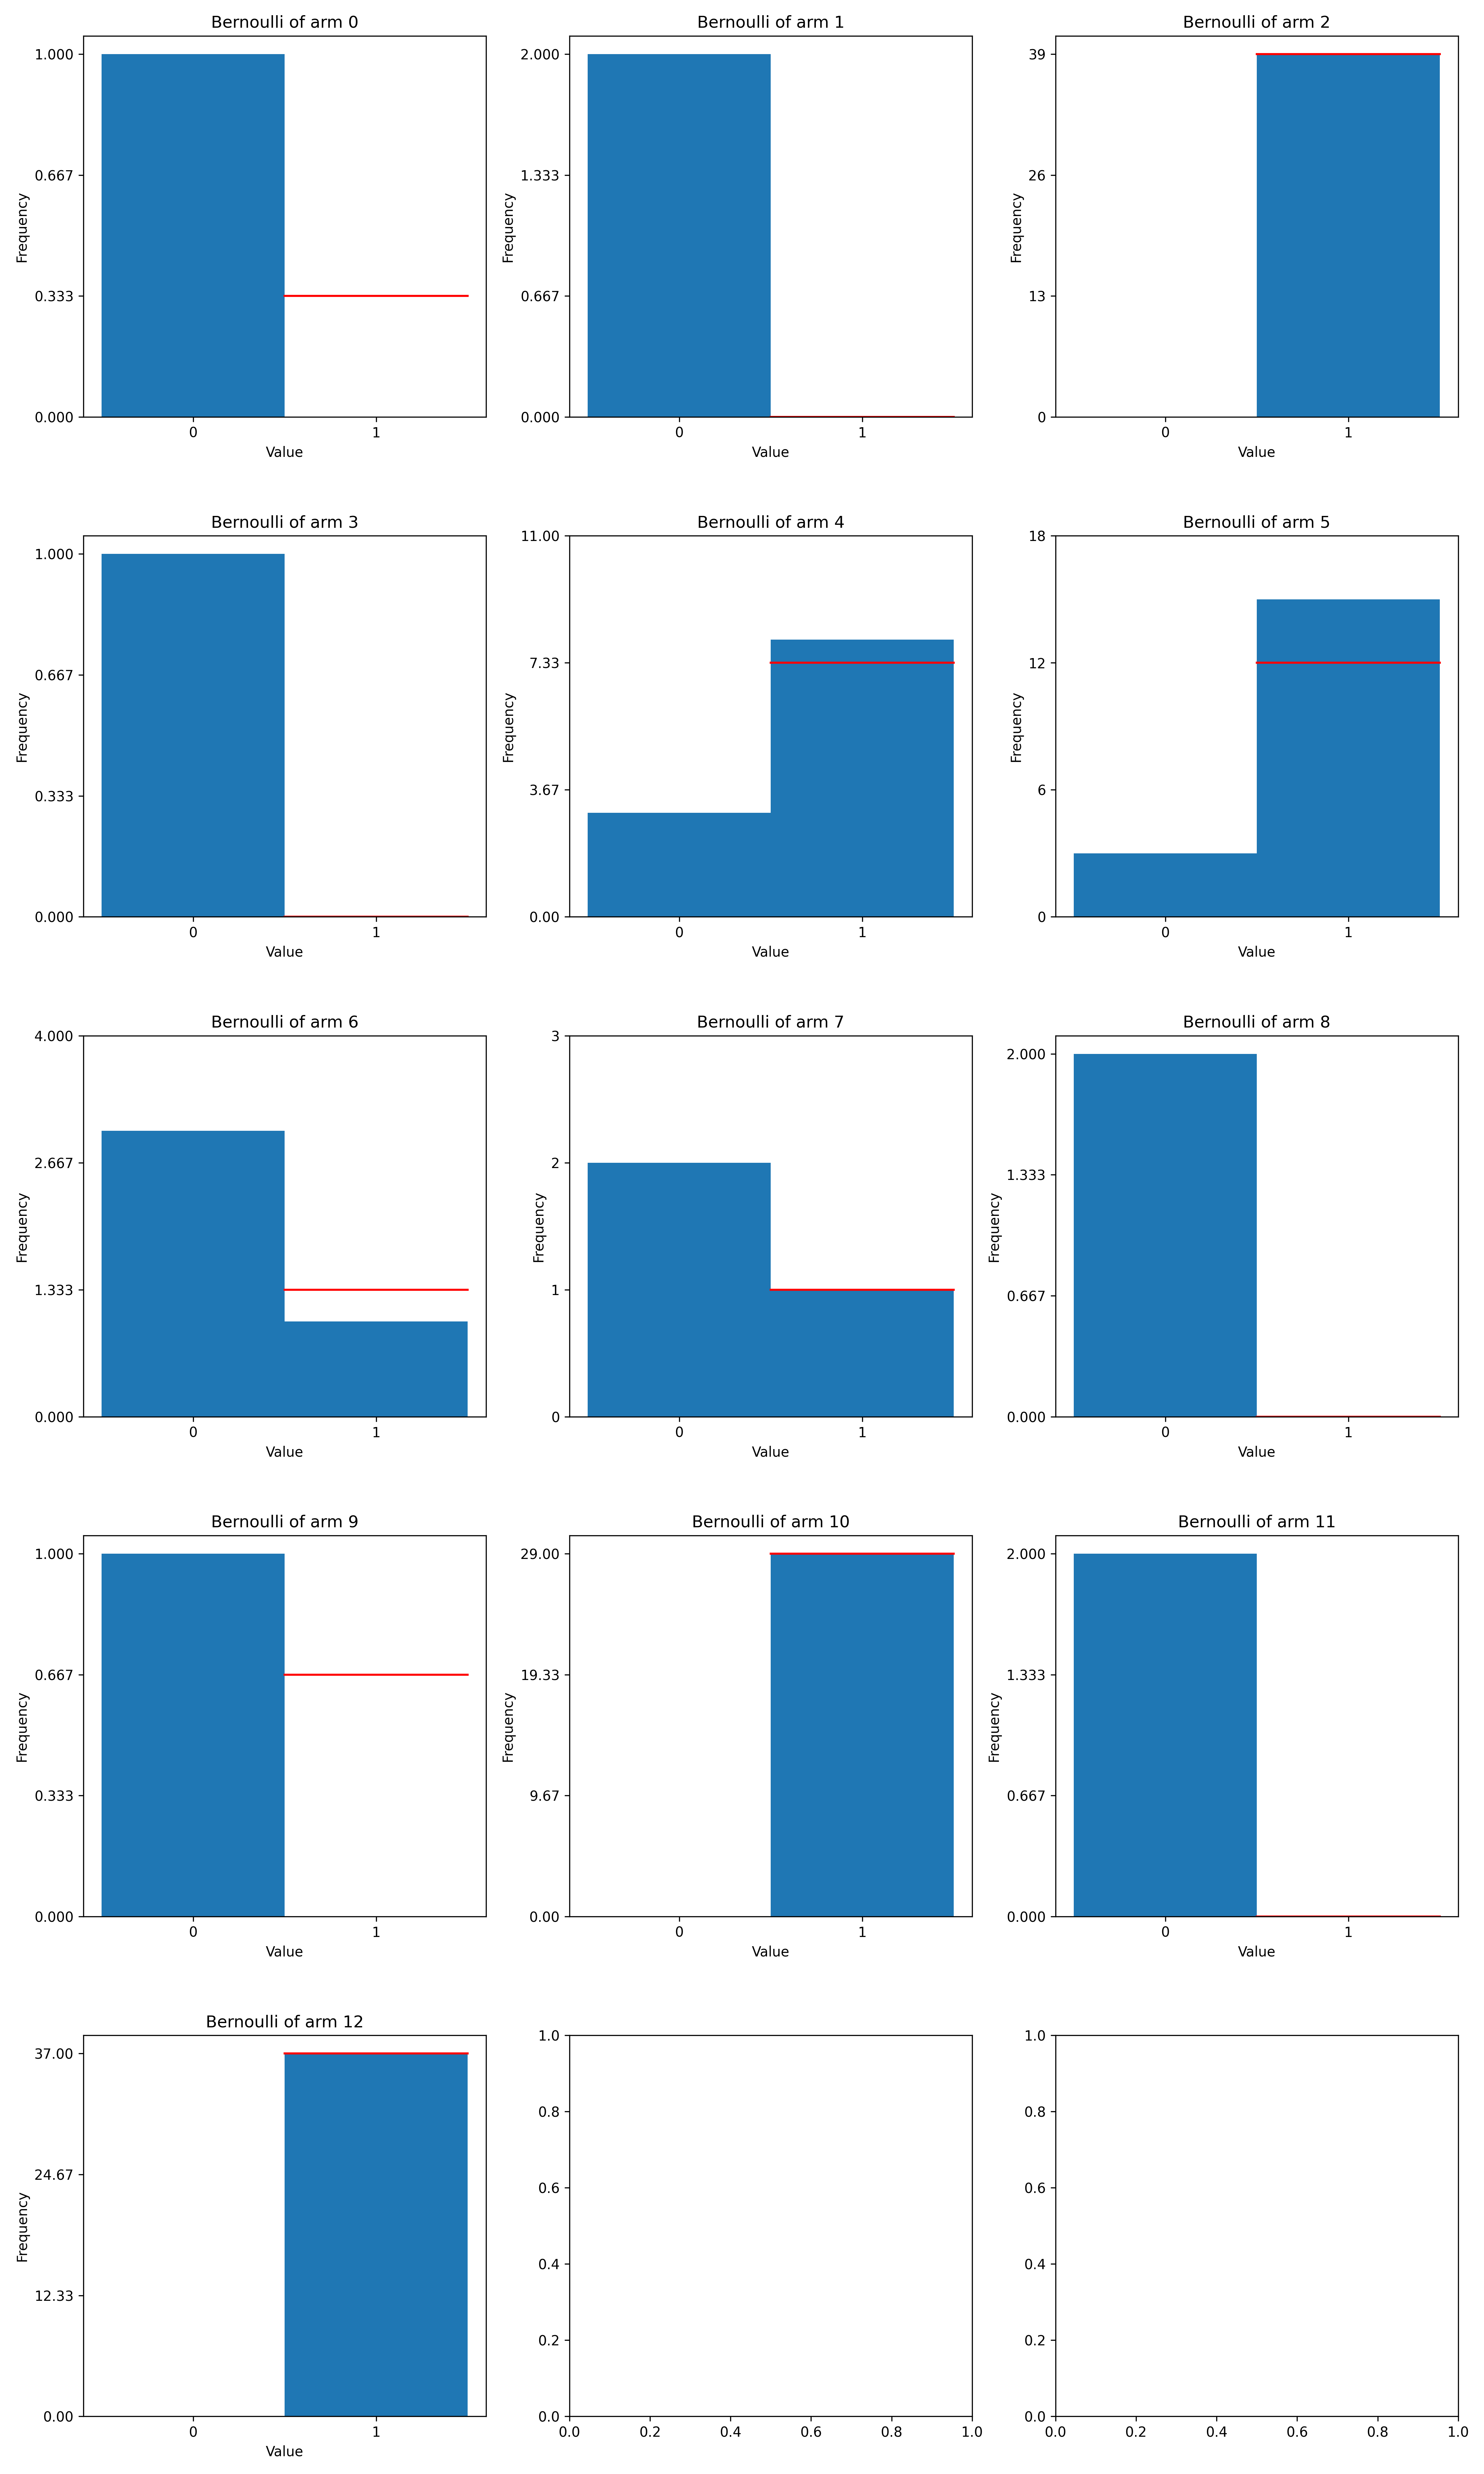 Bernoulli of arm 0
1.000
0.667
0.333
0.000
Frequency
0 1
Value
Bernoulli of arm 1
2.000
1.333
0.667
0.000
Frequency
0 1
Value
Bernoulli of arm 2
39
26
13
0
Frequency
0 1
Value
Bernoulli of arm 3
1.000
0.667
0.333
0.000
Frequency
0 1
Value
Bernoulli of arm 4
11.00
7.33
3.67
0.00
Frequency
0 1
Value
Bernoulli of arm 5
18
12
6
0
Frequency
0 1
Value
Bernoulli of arm 6
4.000
2.667
1.333
0.000
Frequency
0 1
Value
Bernoulli of arm 7
3
2
1
0
Frequency
0 1
Value
Bernoulli of arm 8
2.000
1.333
0.667
0.000
Frequency
0 1
Value
Bernoulli of arm 9
1.000
0.667
0.333
0.000
Frequency
0 1
Value
Bernoulli of arm 10
29.00
19.33
9.67
0.00
Frequency
0 1
Value
Bernoulli of arm 11
2.000
1.333
0.667
0.000
Frequency
0 1
Value
Bernoulli of arm 12
37.00
24.67
12.33
0.00
Frequency
0 1
Value
1.0
0.8
0.6
0.4
0.2
0.0
0.0 0.2 0.4 0.6 0.8 1.0
1.0
0.8
0.6
0.4
0.2
0.0
0.0 0.2 0.4 0.6 0.8 1.0